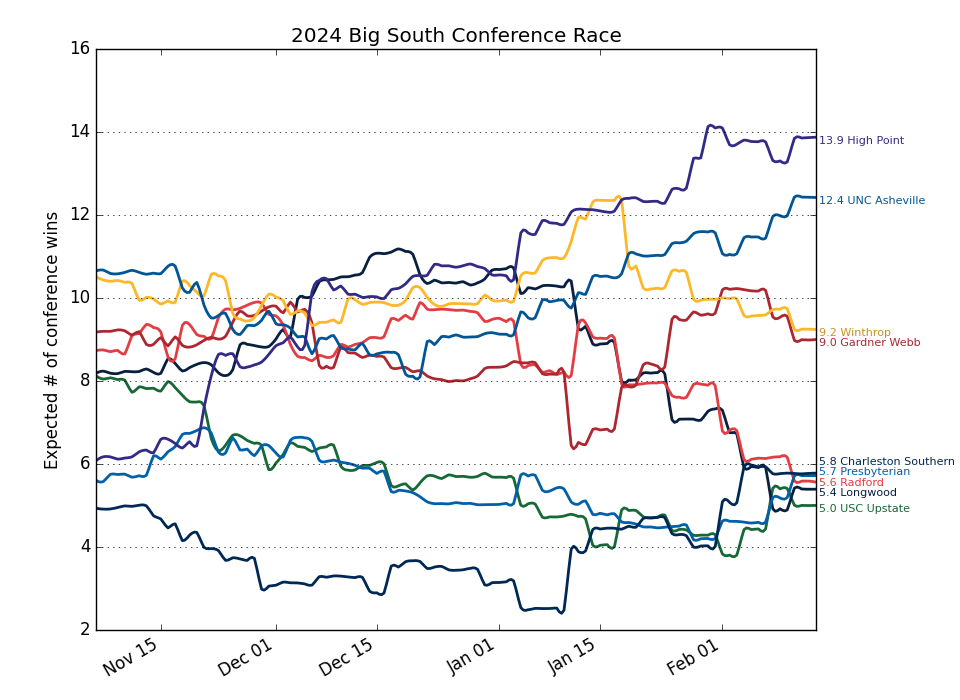 2024 Big South Conference Race
Expected # of conference wins
16
14
12
10
8
6
4
2
13.9 High Point
12.4 UNC Asheville
9.2 Winthrop
9.0 Gardner Webb
5.8 Charleston Southern
5.7 Presbyterian
5.6 Radford
5.4 Longwood
5.0 USC Upstate
Nov 15
Dec 01
Dec 15
Jan 01
Jan 15
Feb 01